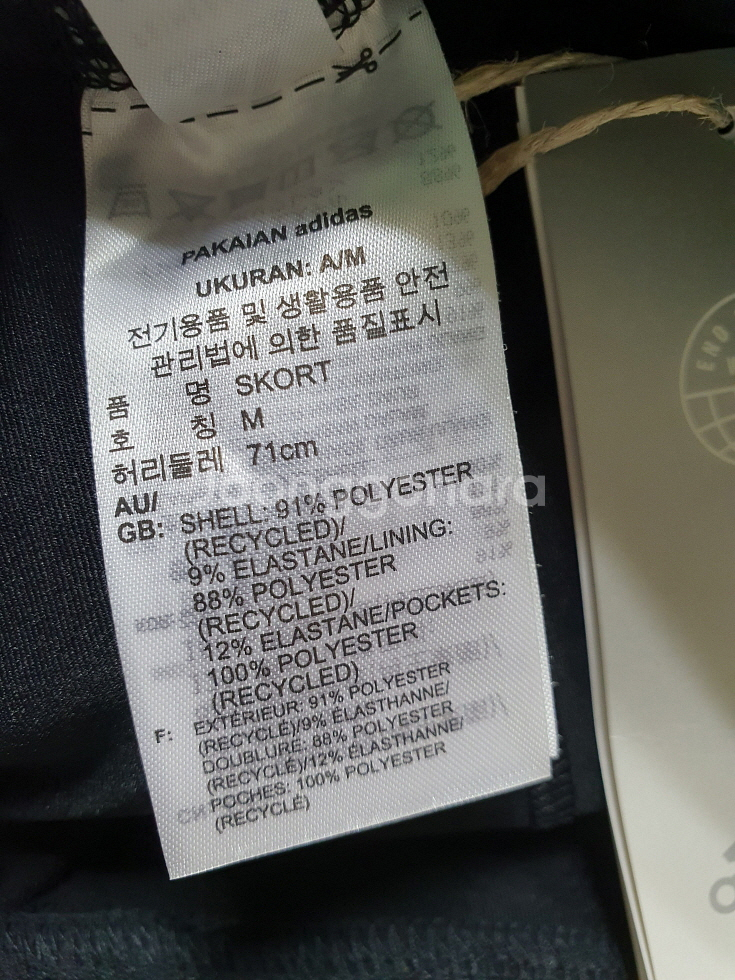 PAKAIAN adidas
UKURAN: A/M
전기용품 및 생활용품 안전
관리법에 의한 품질표시
품 명 SKORT
호 칭 M
허리둘레 71cm
AU/
GB: SHELL: 91% POLYESTER
(RECYCLED)/
9% ELASTANE/LINING:
88% POLYESTER
(RECYCLED)/
12% ELASTANE/POCKETS:
100% POLYESTER
(RECYCLED)
F: EXTÉRIEUR: 91% POLYESTER
(RECYCLÉ)/9% ÉLASTHANNE/
DOUBLURE: 88% POLYESTER
(RECYCLÉ)/12% ÉLASTHANNE/
POCHES: 100% POLYESTER
(RECYCLÉ)
END